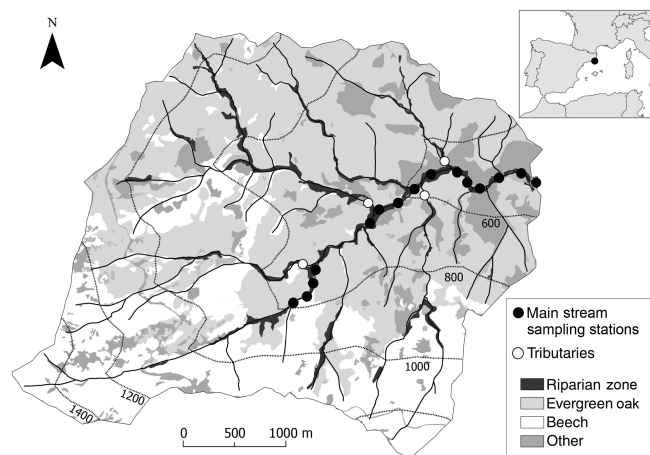 N
600
800
1000
1200
1400
0 500 1000 m
Main stream
sampling stations
Tributaries
Riparian zone
Evergreen oak
Beech
Other